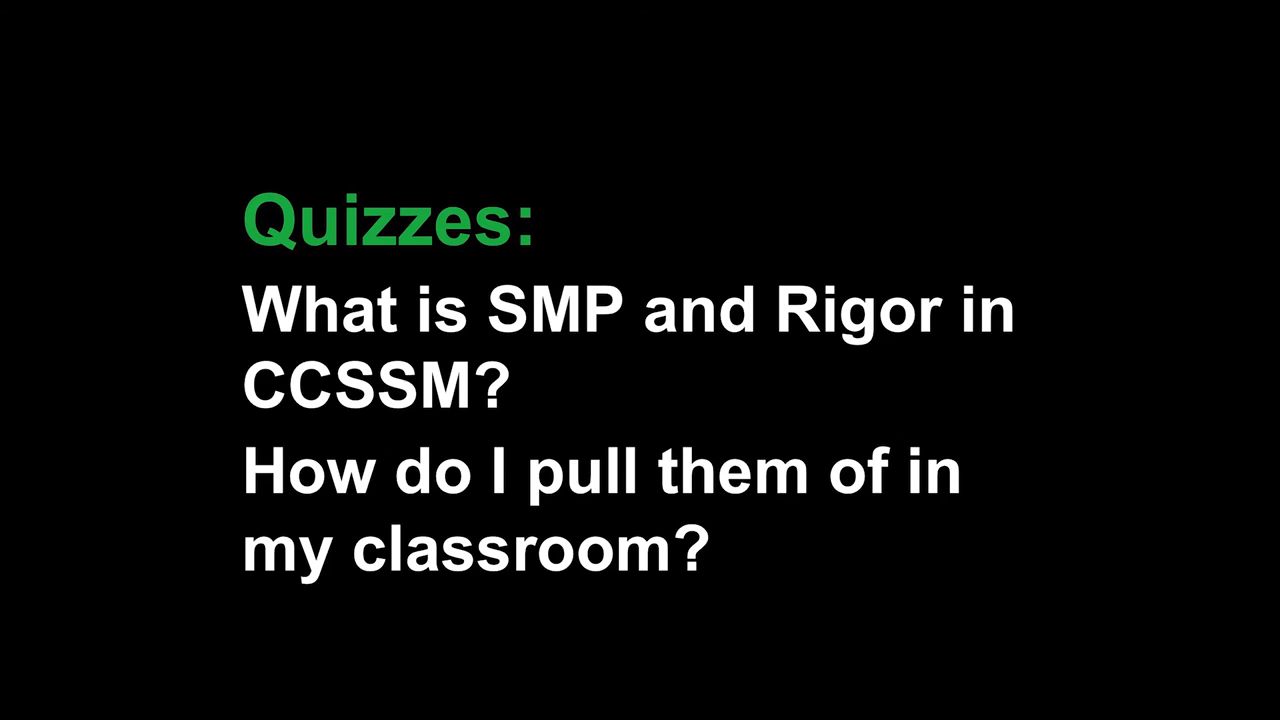 Quizzes:
What is SMP and Rigor in
CCSSM?
How do I pull them of in
my classroom?